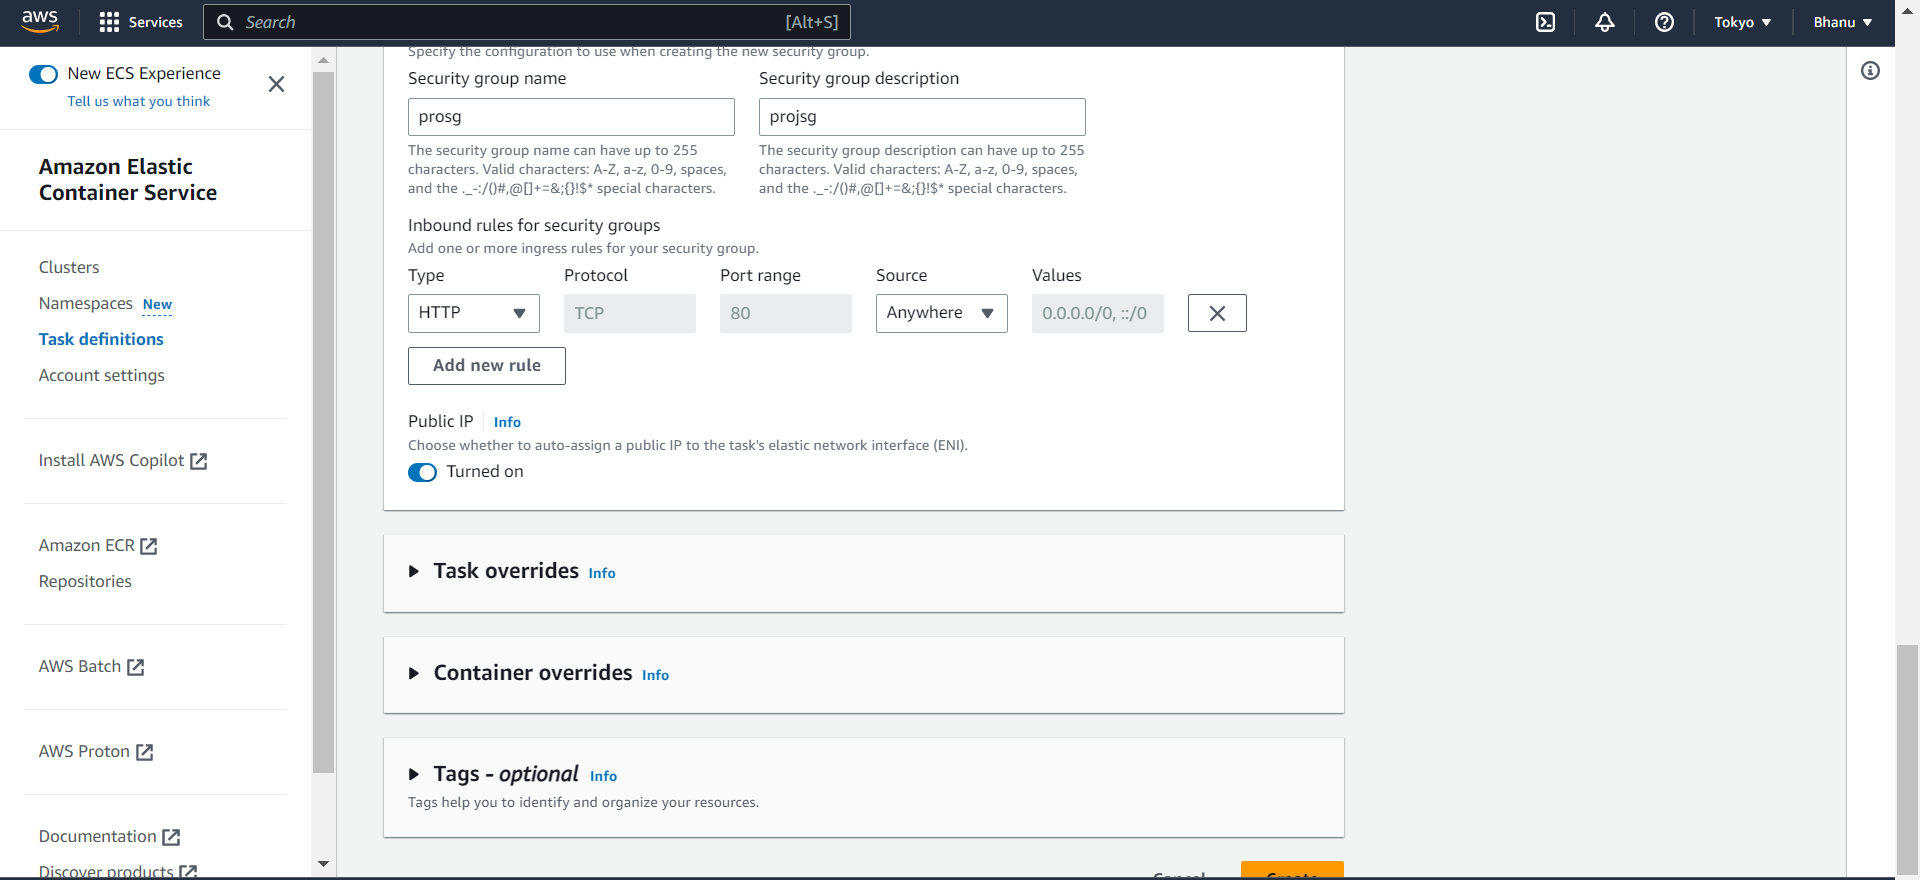 aws
Services
Search
[Alt+S]
Tokyo
Bhanu
New ECS Experience
Tell us what you think
Amazon Elastic
Container Service
Clusters
Namespaces New
Task definitions
Account settings
Install AWS Copilot
Amazon ECR
Repositories
AWS Batch
AWS Proton
Documentation
Discover products
Specify the configuration to use when creating the new security group.
Security group name
prosg
The security group name can have up to 255
characters. Valid characters: A-Z, a-z, 0-9, spaces,
and the ._-:/()#,@[]+=&;{}!$* special characters.
Security group description
projsg
The security group description can have up to 255
characters. Valid characters: A-Z, a-z, 0-9, spaces,
and the ._-:/()#,@[]+=&;{}!$* special characters.
Inbound rules for security groups
Add one or more ingress rules for your security group.
Type Protocol Port range Source Values
HTTP TCP 80 Anywhere 0.0.0.0/0, ::/0
Add new rule
Public IP Info
Choose whether to auto-assign a public IP to the task's elastic network interface (ENI).
Turned on
Task overrides Info
Container overrides Info
Tags - optional Info
Tags help you to identify and organize your resources.
Cancel Create